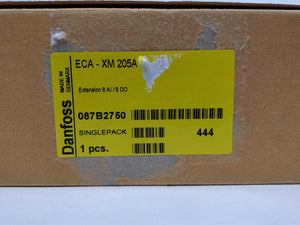 ECA - XM 205A
Extension 8 AI / 8 DO
087B2750
SINGLEPACK 444
1 pcs.
Danfoss
MADE IN
DENMARK